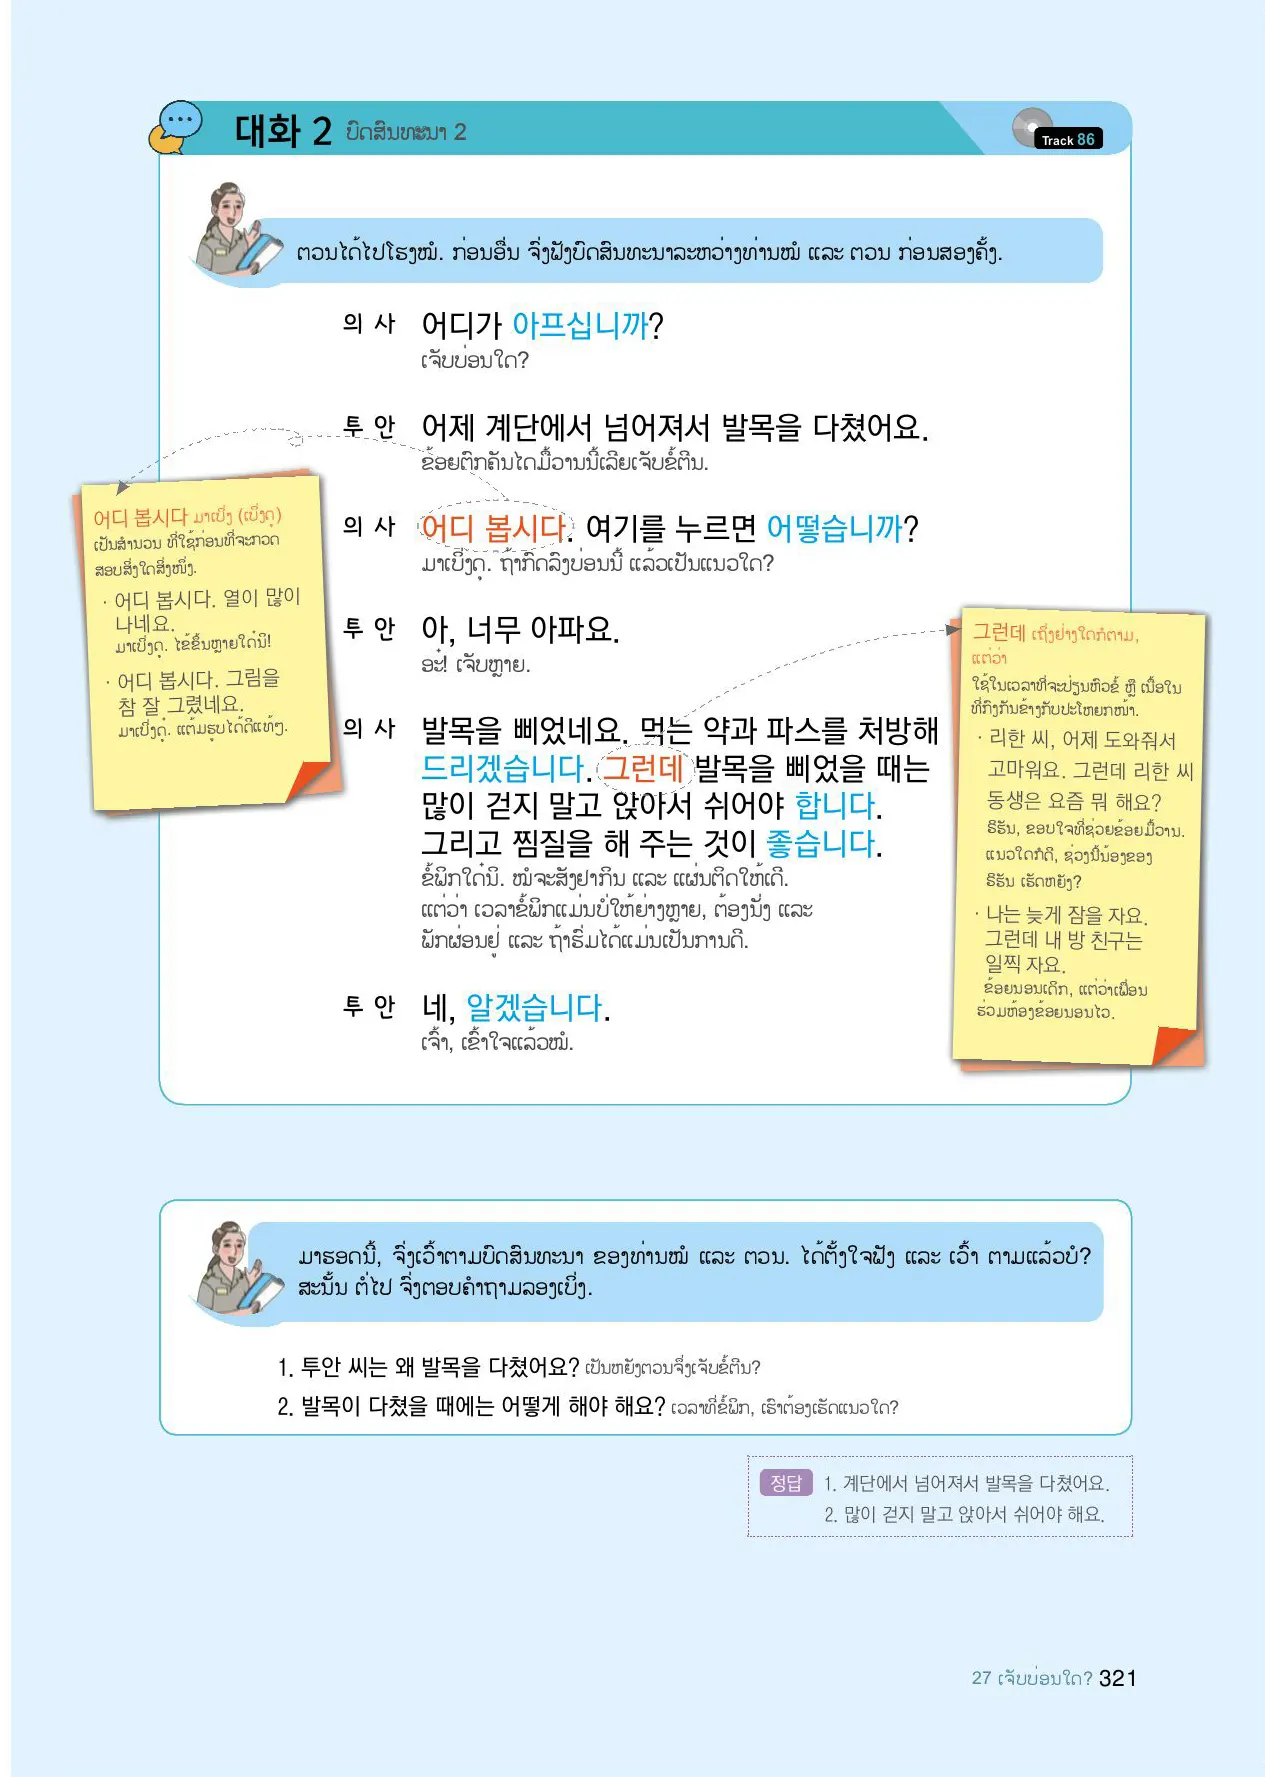 대화 2 ບົດສົນທະນາ 2
Track 86
ຕວນໄດ້ໄປໂຮງໝໍ. ກ່ອນອື່ນ ຈົ່ງຟັງບົດສົນທະນາລະຫວ່າງທ່ານໝໍ ແລະ ຕວນ ກ່ອນສອງຄັ້ງ.
의 사 어디가 아프십니까?
ເຈັບບ່ອນໃດ?
투 안 어제 계단에서 넘어져서 발목을 다쳤어요.
ຂ້ອຍຕົກຄັນໄດມື້ວານນີ້ເລີຍເຈັບຂໍ້ຕີນ.
의 사 어디 봅시다. 여기를 누르면 어떻습니까?
ມາເບິ່ງດຸ. ຖ້າກົດລົງບ່ອນນີ້ ແລ້ວເປັນແນວໃດ?
투 안 아, 너무 아파요.
ອະ໋! ເຈັບຫຼາຍ.
의 사 발목을 삐었네요. 먹는 약과 파스를 처방해
드리겠습니다. 그런데 발목을 삐었을 때는
많이 걷지 말고 앉아서 쉬어야 합니다.
그리고 찜질을 해 주는 것이 좋습니다.
ຂໍ້ພິກໃດ໋ນິ. ໝໍຈະສັ່ງຢາກິນ ແລະ ແຜ່ນຕິດໃຫ້ເດີ.
ແຕ່ວ່າ ເວລາຂໍ້ພິກແມ່ນບໍ່ໃຫ້ຍ່າງຫຼາຍ, ຕ້ອງນັ່ງ ແລະ
ພັກຜ່ອນຢູ່ ແລະ ຖ້າຮົ່ມໄດ້ແມ່ນເປັນການດີ.
투 안 네, 알겠습니다.
ເຈົ້າ, ເຂົ້າໃຈແລ້ວໝໍ.
어디 봅시다 ມາເບິ່ງ (ເບິ່ງດຸ)
ເປັນສຳນວນ ທີ່ໃຊ້ກ່ອນທີ່ຈະກວດ
ສອບສິ່ງໃດສິ່ງໜຶ່ງ.
· 어디 봅시다. 열이 많이
나네요.
ມາເບິ່ງດຸ. ໄຂ້ຂຶ້ນຫຼາຍໃດ໋ນິ!
· 어디 봅시다. 그림을
참 잘 그렸네요.
ມາເບິ່ງດຸ໋. ແຕ້ມຮູບໄດ້ດີແທ້ໆ.
그런데 ເຖິ່ງຢ່າງໃດກໍຕາມ,
ແຕ່ວ່າ
ໃຊ້ໃນເວລາທີ່ຈະປ່ຽນຫົວຂໍ້ ຫຼື ເນື້ອໃນ
ທີ່ກົງກັນຂ້າງກັບປະໂຫຍກໜ້າ.
· 리한 씨, 어제 도와줘서
고마워요. 그런데 리한 씨
동생은 요즘 뭐 해요?
ຣິຮັນ, ຂອບໃຈທີ່ຊ່ວຍຂ້ອຍມື້ວານ.
ແນວໃດກໍ່ດີ, ຊ່ວງນີ້ນ້ອງຂອງ
ຣິຮັນ ເຮັດຫຍັງ?
· 나는 늦게 잠을 자요.
그런데 내 방 친구는
일찍 자요.
ຂ້ອຍນອນເດິກ, ແຕ່ວ່າເພື່ອນ
ຮ່ວມຫ້ອງຂ້ອຍນອນໄວ.
ມາຮອດນີ້, ຈົ່ງເວົ້າຕາມບົດສົນທະນາ ຂອງທ່ານໝໍ ແລະ ຕວນ. ໄດ້ຕັ້ງໃຈຟັງ ແລະ ເວົ້າ ຕາມແລ້ວບໍ?
ສະນັ້ນ ຕໍ່ໄປ ຈົ່ງຕອບຄຳຖາມລອງເບິ່ງ.
1. 투안 씨는 왜 발목을 다쳤어요? ເປັນຫຍັງຕວນຈຶ່ງເຈັບຂໍ້ຕີນ?
2. 발목이 다쳤을 때에는 어떻게 해야 해요? ເວລາທີ່ຂໍ້ພິກ, ເຮົາຕ້ອງເຮັດແນວໃດ?
정답 1. 계단에서 넘어져서 발목을 다쳤어요.
2. 많이 걷지 말고 앉아서 쉬어야 해요.
27 ເຈັບບ່ອນໃດ? 321